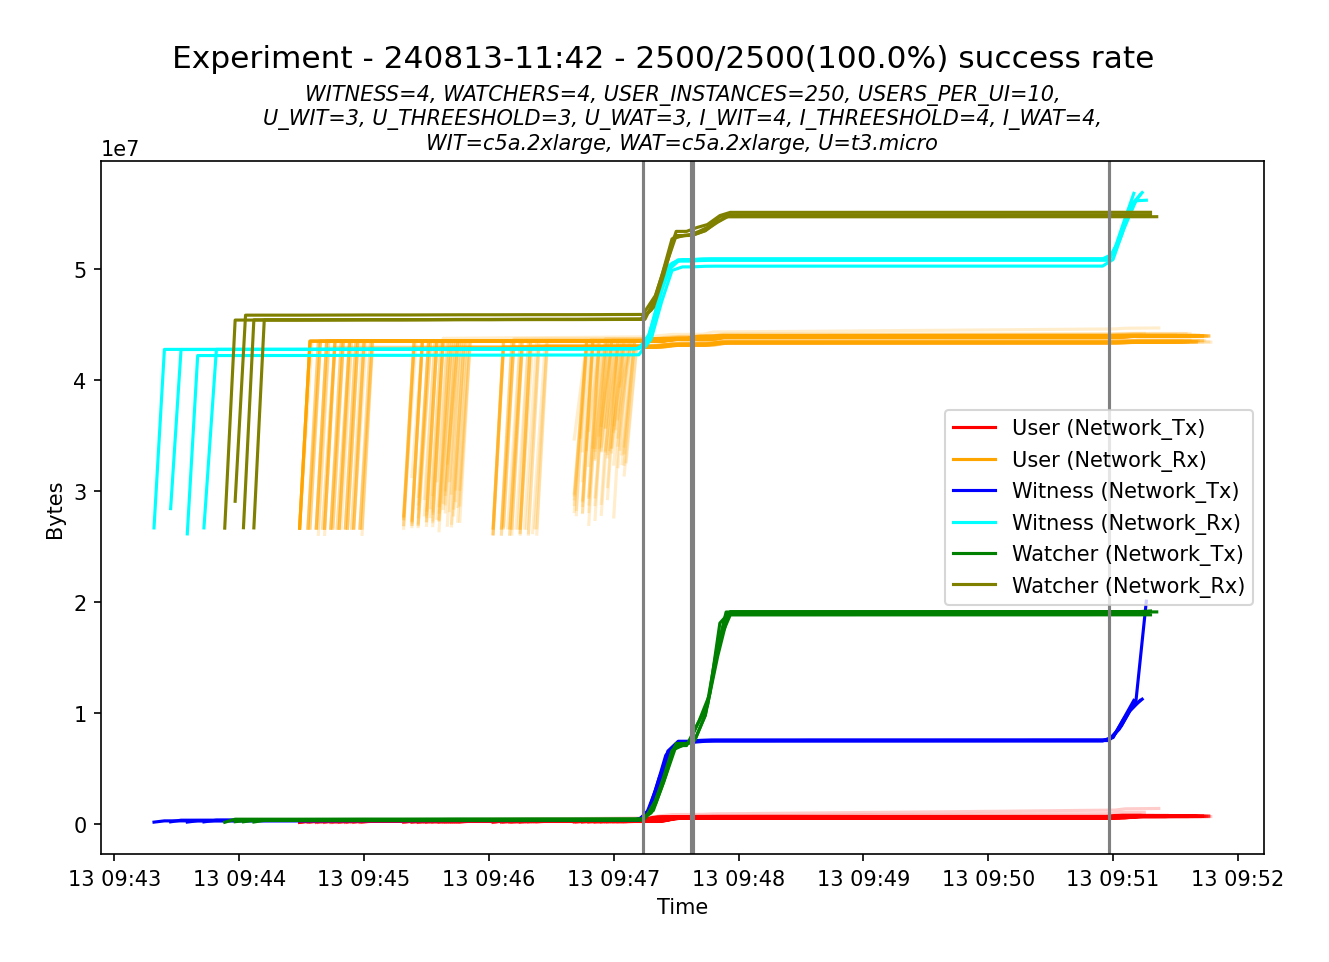 Experiment - 240813-11:42 - 2500/2500(100.0%) success rate
WITNESS=4, WATCHERS=4, USER_INSTANCES=250, USERS_PER_UI=10,
U_WIT=3, U_THREESHOLD=3, U_WAT=3, I_WIT=4, I_THREESHOLD=4, I_WAT=4,
WIT=c5a.2xlarge, WAT=c5a.2xlarge, U=t3.micro
1e7
5
4
3
2
1
0
Bytes
User (Network_Tx)
User (Network_Rx)
Witness (Network_Tx)
Witness (Network_Rx)
Watcher (Network_Tx)
Watcher (Network_Rx)
13 09:43 13 09:44 13 09:45 13 09:46 13 09:47 13 09:48 13 09:49 13 09:50 13 09:51 13 09:52
Time